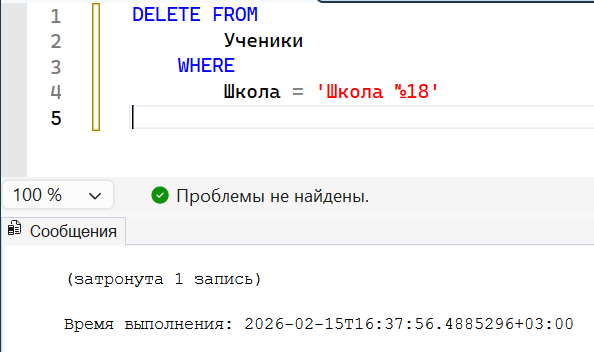 1 DELETE FROM
2 Ученики
3 WHERE
4 Школа = 'Школа №18'
5
100 %
Проблемы не найдены.
Сообщения
(затронута 1 запись)
Время выполнения: 2026-02-15T16:37:56.4885296+03:00